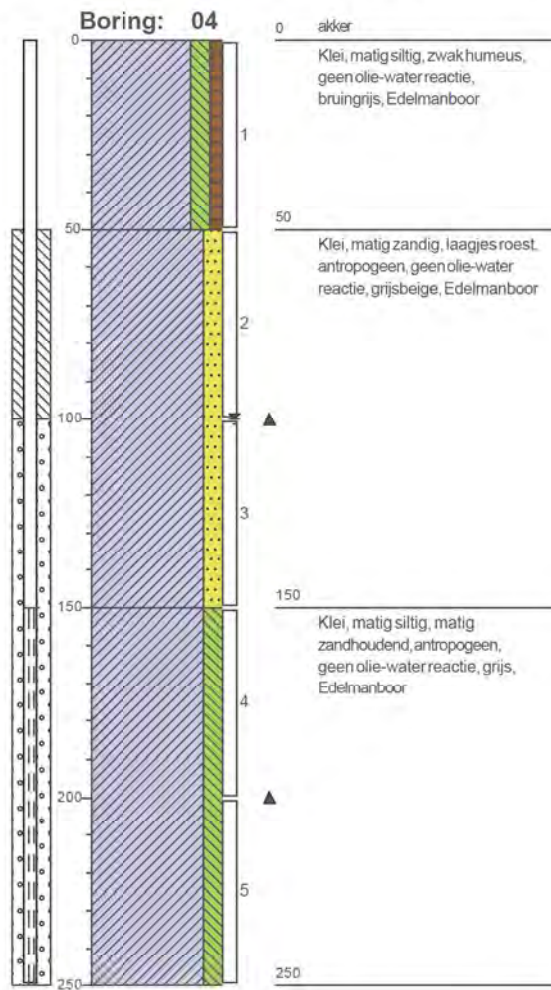 Boring: 04
0
50
100
150
200
250
1
2
3
4
5
0 akker
Klei, matig siltig, zwak humeus,
geen olie-water reactie,
bruingrijs, Edelmanboor
50
Klei, matig zandig, laagjes roest,
antropogeen, geen olie-water
reactie, grijsbeige, Edelmanboor
150
Klei, matig siltig, matig
zandhoudend, antropogeen,
geen olie-water reactie, grijs,
Edelmanboor
250